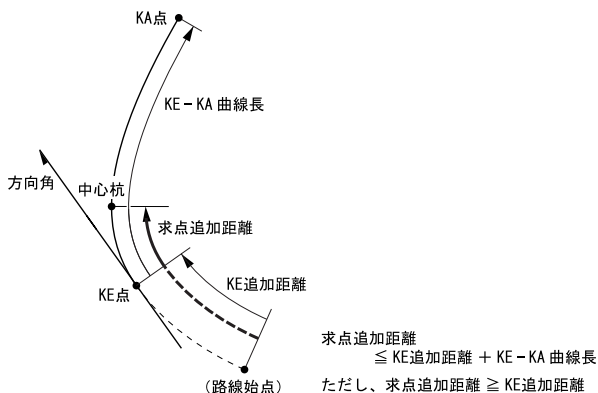 KA点
KE－KA 曲線長
方向角
中心杭
求点追加距離
KE追加距離
KE点
(路線始点)
求点追加距離
≦ KE追加距離 ＋ KE－KA 曲線長
ただし、求点追加距離 ≧ KE追加距離